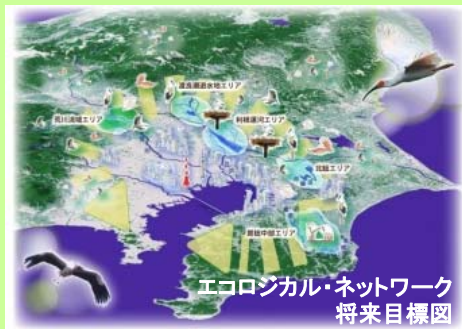 渡良瀬遊水地エリア
荒川流域エリア
利根運河エリア
北総エリア
房総中部エリア
エコロジカル・ネットワーク
将来目標図